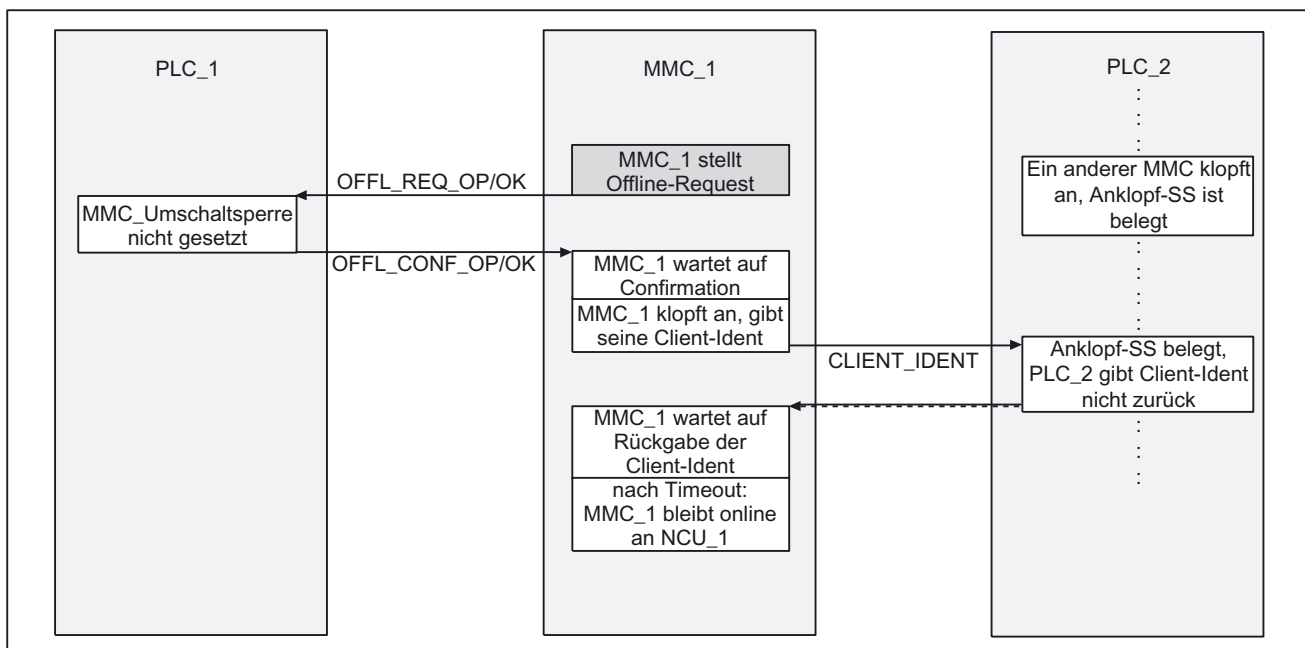 PLC_1
MMC_1
PLC_2
MMC_1 stellt
Offline-Request
Ein anderer MMC klopft
an, Anklopf-SS ist
belegt
OFFL_REQ_OP/OK
MMC_Umschaltsperre
nicht gesetzt
OFFL_CONF_OP/OK
MMC_1 wartet auf
Confirmation
MMC_1 klopft an, gibt
seine Client-Ident
CLIENT_IDENT
Anklopf-SS belegt,
PLC_2 gibt Client-Ident
nicht zurück
MMC_1 wartet auf
Rückgabe der
Client-Ident
nach Timeout:
MMC_1 bleibt online
an NCU_1